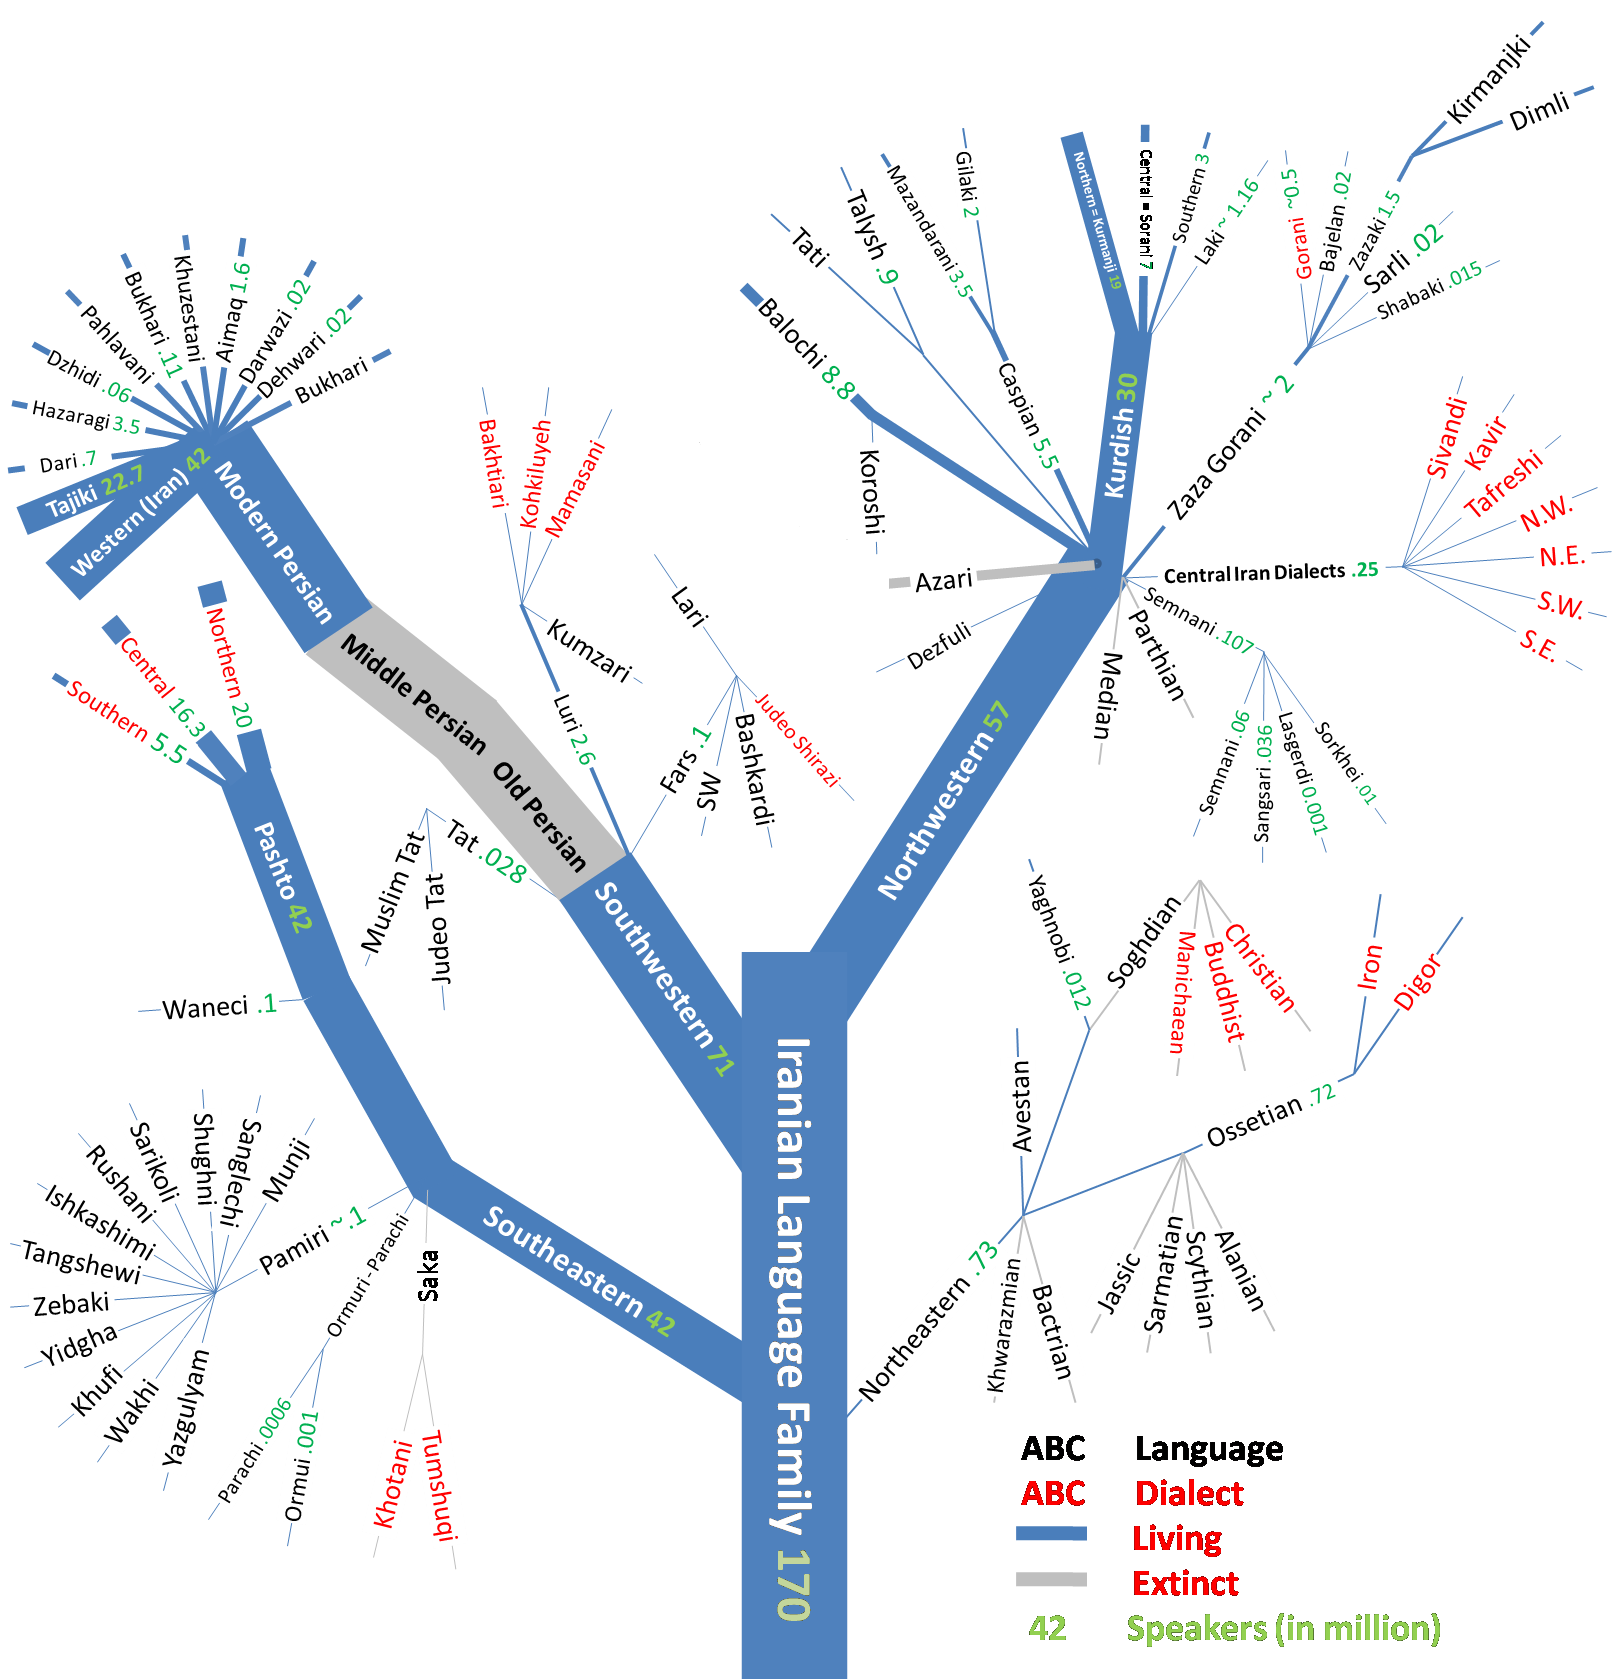 Iranian Language Family 170
Southwestern 71
Old Persian
Middle Persian
Modern Persian
Western (Iran) 42
Tajiki 22.7
Dari .7
Hazaragi 3.5
Dzhidi .06
Pahlavani
Bukhari .11
Khuzestani
Aimaq 1.6
Darwazi .02
Dehwari .02
Bukhari
Luri 2.6
Bakhtiari
Kohkiluyeh
Mamasani
Kumzari
Lari
Fars .1
SW
Bashkardi
Judeo Shirazi
Tat .028
Muslim Tat
Judeo Tat
Southeastern 42
Pashto 42
Southern 5.5
Central 16.3
Northern 20
Waneci .1
Pamiri ~.1
Munji
Sanglechi
Shughni
Sarikoli
Rushani
Ishkashimi
Tangshewi
Zebaki
Yidgha
Khufi
Wakhi
Yazgulyam
Ormuri - Parachi
Parachi .0006
Ormui .001
Saka
Khotani
Tumshuqi
Northwestern 57
Dezfuli
Azari
Balochi 8.8
Koroshi
Tati
Talysh .9
Caspian 5.5
Mazandarani 3.5
Gilaki 2
Kurdish 30
Northern = Kurmanji 19
Central = Sorani 7
Southern 3
Laki ~ 1.16
Zaza Gorani ~ 2
Gorani ~0.5
Bajelan .02
Zazaki 1.5
Kirmanjki
Dimli
Sarli .02
Shabaki .015
Central Iran Dialects .25
Sivandi
Kavir
Tafreshi
N.W.
N.E.
S.W.
S.E.
Semnani .107
Semnani .06
Sangsari .036
Lasgerdi 0.001
Sorkhei .01
Parthian
Median
Northeastern .73
Avestan
Yaghnobi .012
Soghdian
Manichaean
Buddhist
Christian
Ossetian .72
Iron
Digor
Jassic
Sarmatian
Scythian
Alanian
Khwarazmian
Bactrian
ABC Language
ABC Dialect
Living
Extinct
42 Speakers (in million)